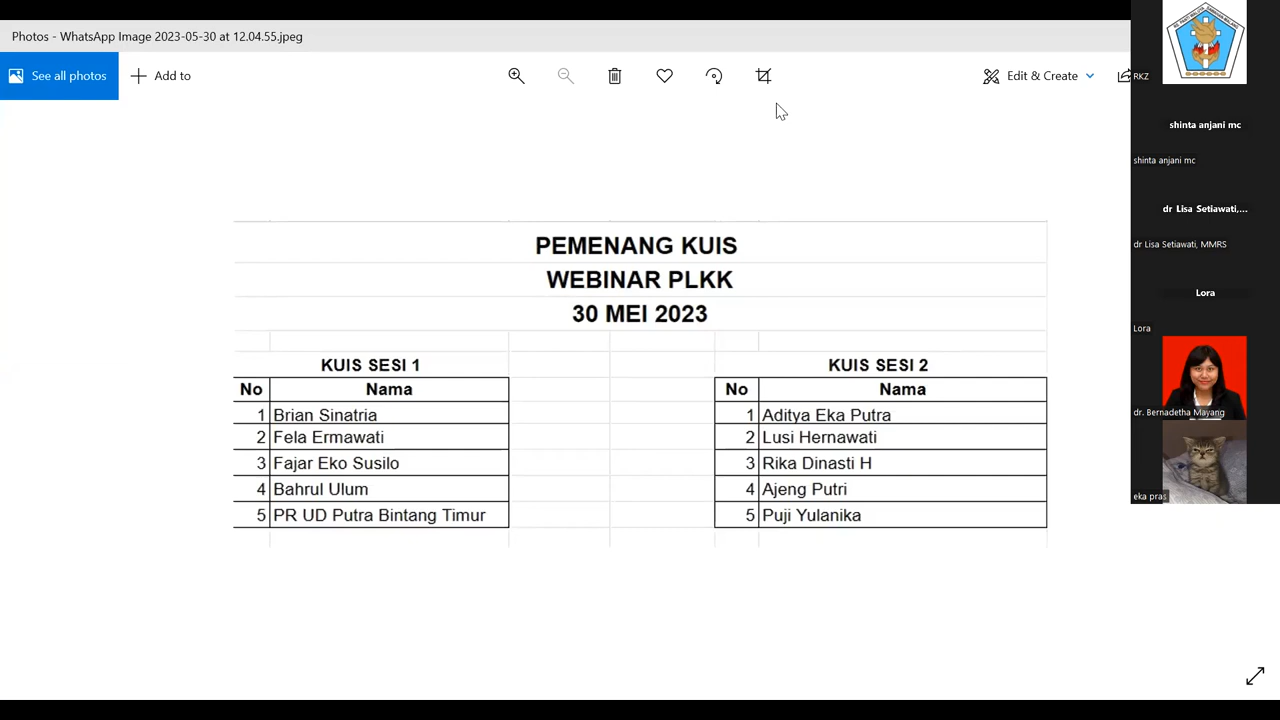 Photos - WhatsApp Image 2023-05-30 at 12.04.55.jpeg
See all photos
Add to
Edit & Create
PEMENANG KUIS
WEBINAR PLKK
30 MEI 2023
KUIS SESI 1
No Nama
1 Brian Sinatria
2 Fela Ermawati
3 Fajar Eko Susilo
4 Bahrul Ulum
5 PR UD Putra Bintang Timur
KUIS SESI 2
No Nama
1 Aditya Eka Putra
2 Lusi Hernawati
3 Rika Dinasti H
4 Ajeng Putri
5 Puji Yulanika
RKZ
shinta anjani mc
shinta anjani mc
dr Lisa Setiawati,...
dr Lisa Setiawati, MMRS
Lora
Lora
dr. Bernadetha Mayang
eka pras